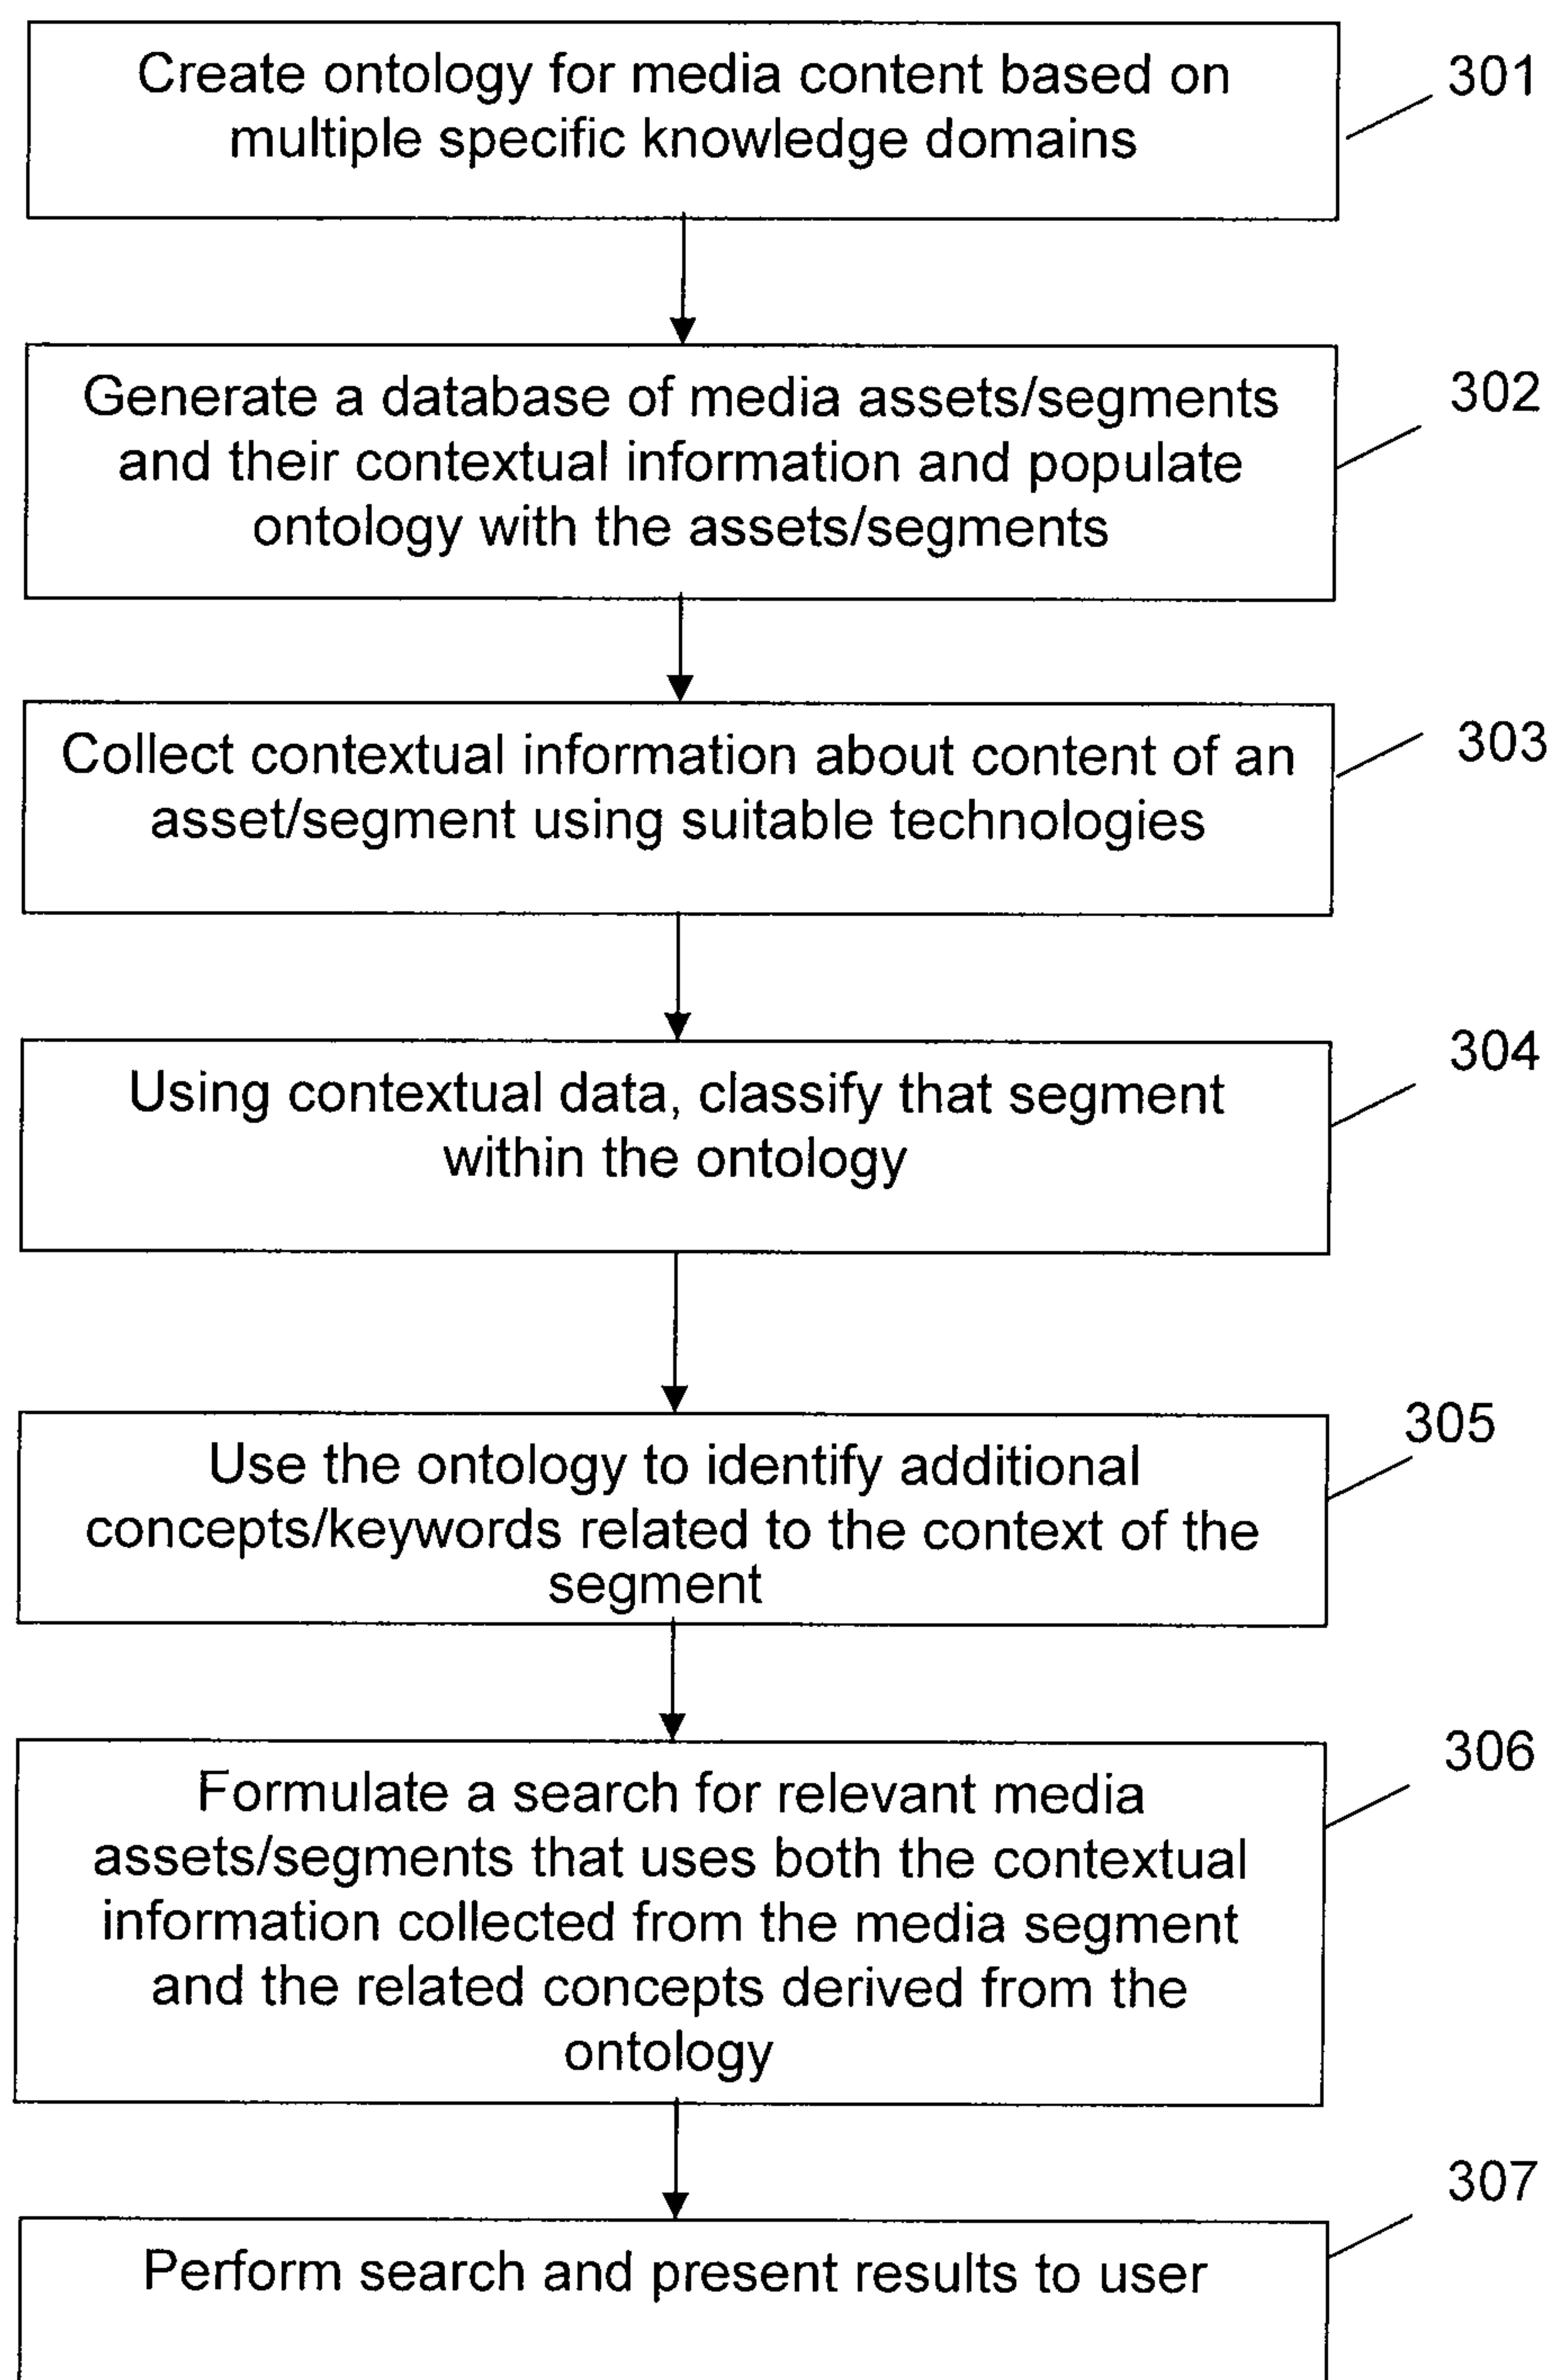 Create ontology for media content based on
multiple specific knowledge domains
301
Generate a database of media assets/segments
and their contextual information and populate
ontology with the assets/segments
302
Collect contextual information about content of an
asset/segment using suitable technologies
303
Using contextual data, classify that segment
within the ontology
304
Use the ontology to identify additional
concepts/keywords related to the context of the
segment
305
Formulate a search for relevant media
assets/segments that uses both the contextual
information collected from the media segment
and the related concepts derived from the
ontology
306
Perform search and present results to user
307